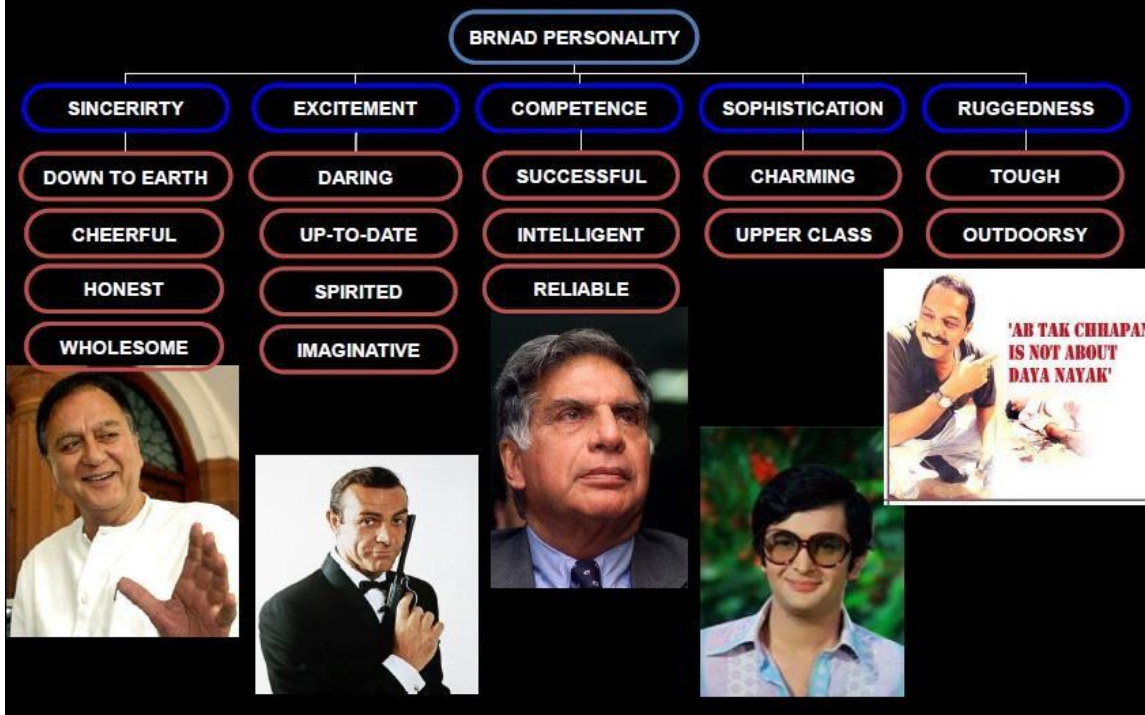 BRNAD PERSONALITY
SINCERIRTY
EXCITEMENT
COMPETENCE
SOPHISTICATION
RUGGEDNESS
DOWN TO EARTH
DARING
SUCCESSFUL
CHARMING
TOUGH
CHEERFUL
UP-TO-DATE
INTELLIGENT
UPPER CLASS
OUTDOORSY
HONEST
SPIRITED
RELIABLE
WHOLESOME
IMAGINATIVE
'AB TAK CHHAPAN
IS NOT ABOUT
DAYA NAYAK'